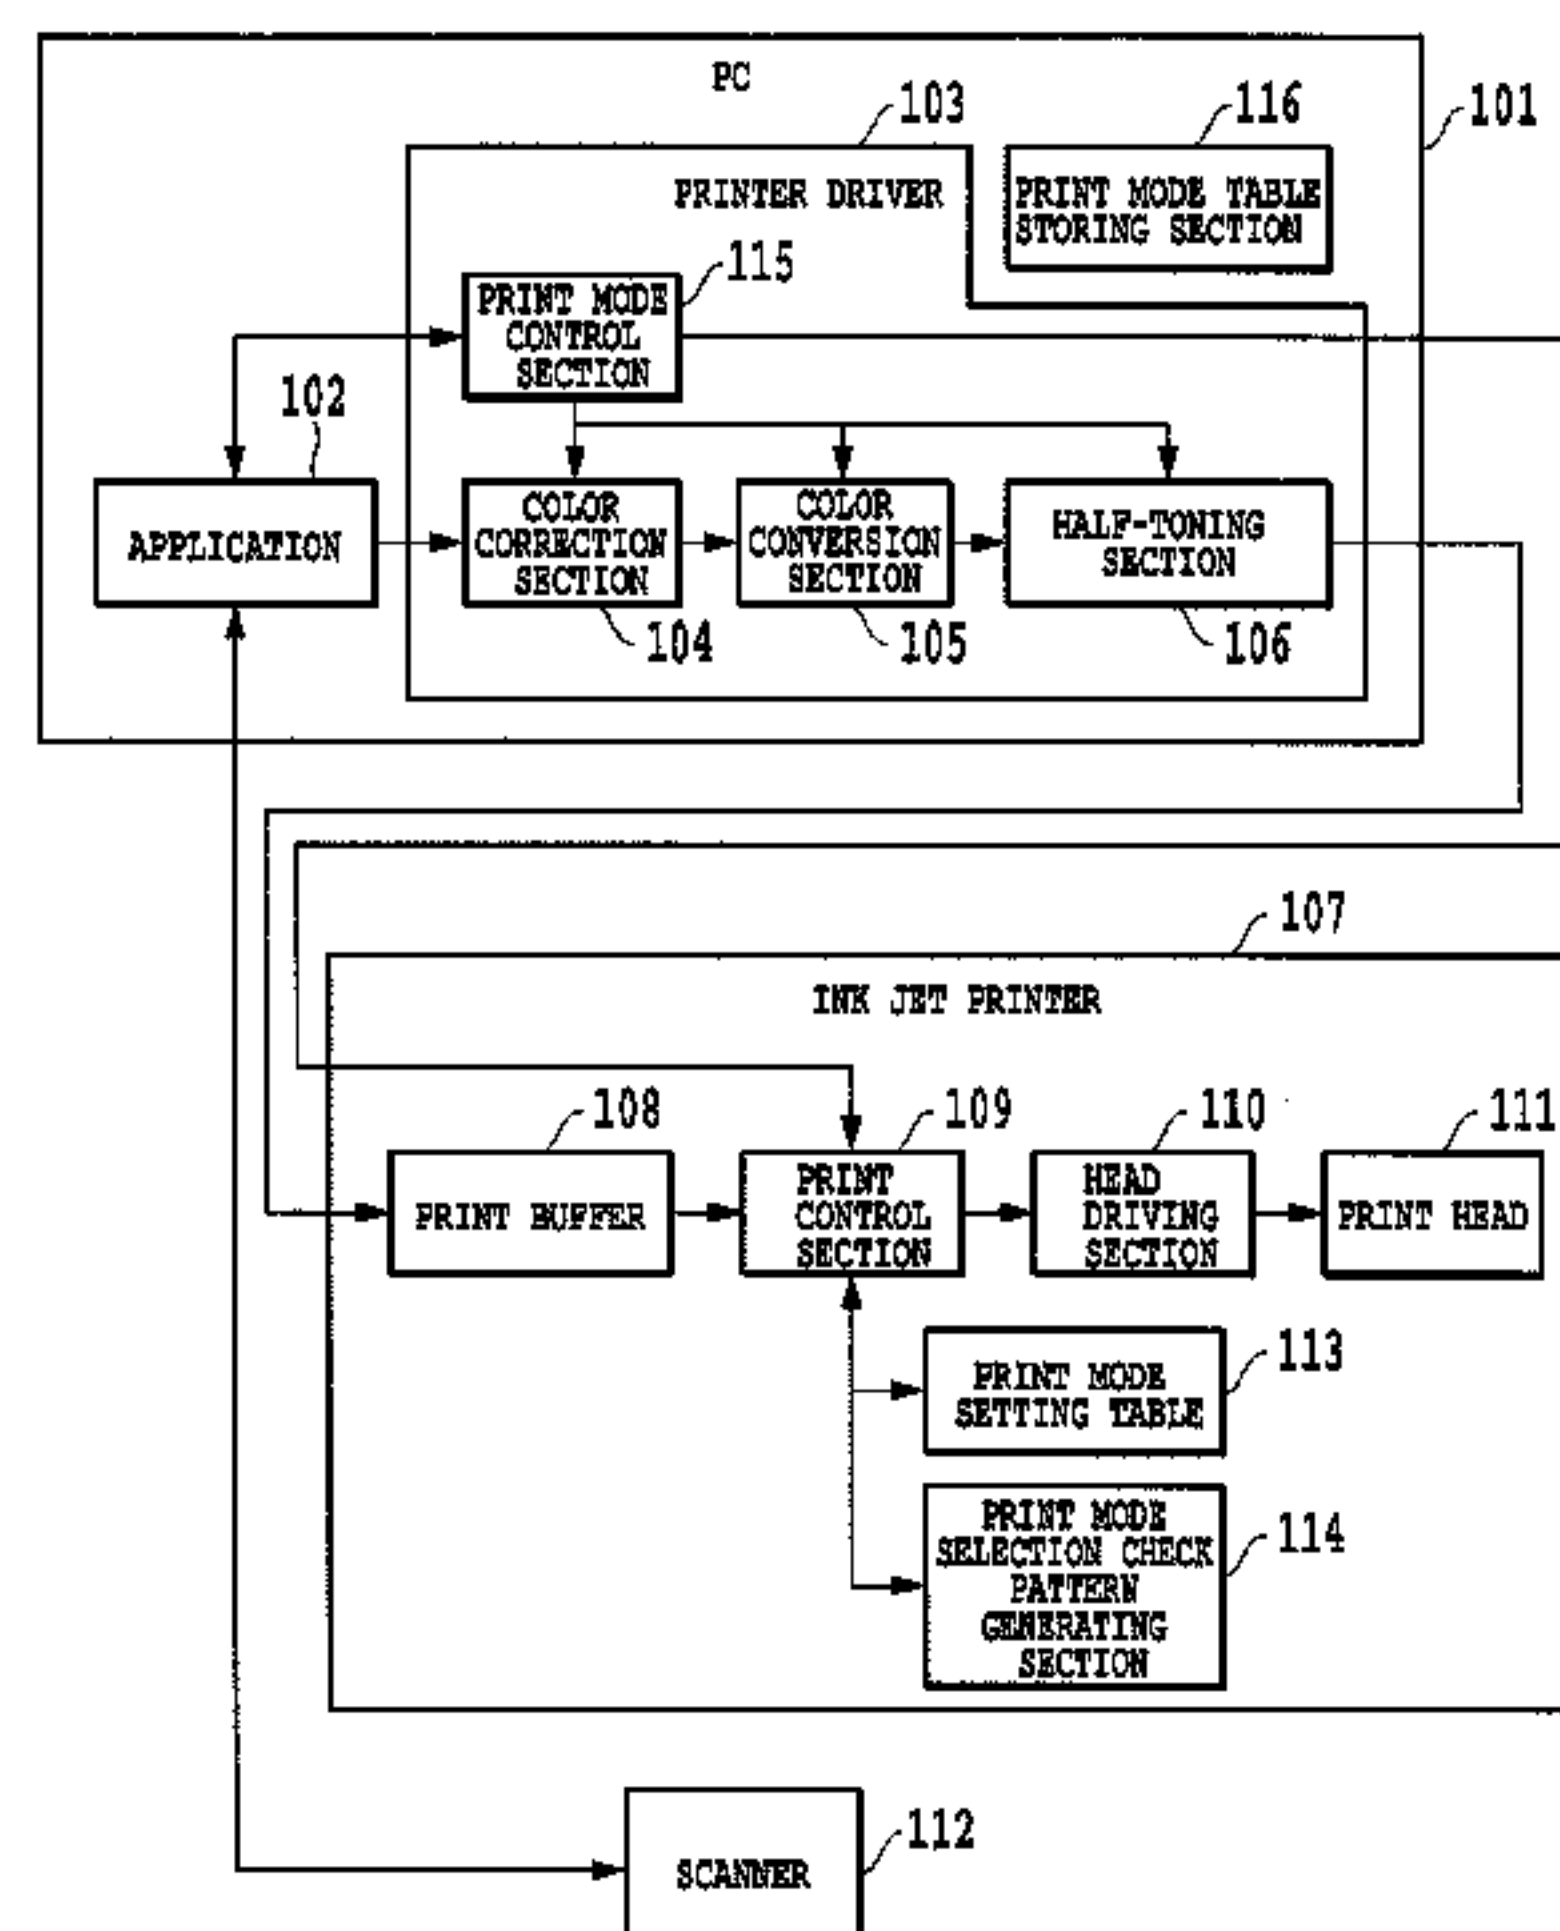 PC
103
116
101
PRINTER DRIVER
PRINT MODE TABLE
STORING SECTION
115
PRINT MODE
CONTROL
SECTION
102
APPLICATION
COLOR
CORRECTION
SECTION
COLOR
CONVERSION
SECTION
HALF-TONING
SECTION
104
105
106
107
INK JET PRINTER
108
109
110
111
PRINT BUFFER
PRINT
CONTROL
SECTION
HEAD
DRIVING
SECTION
PRINT HEAD
113
PRINT MODE
SETTING TABLE
114
PRINT MODE
SELECTION CHECK
PATTERN
GENERATING
SECTION
112
SCANNER